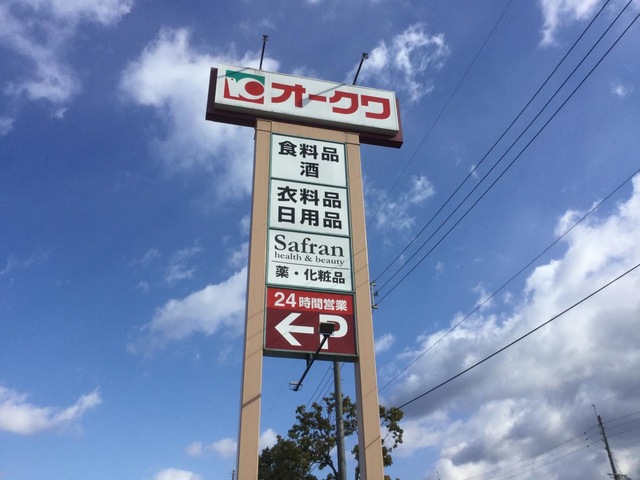 オークワ
食料品
酒
衣料品
日用品
Safran
health & beauty
薬・化粧品
24時間営業
←P